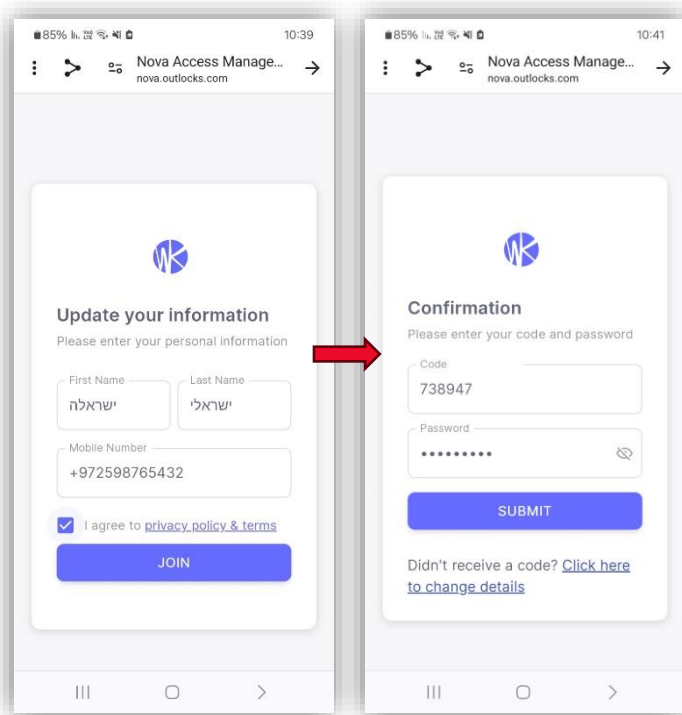 85%
10:39
Nova Access Manage...
nova.outlocks.com
WK
Update your information
Please enter your personal information
First Name
Last Name
ישראלה
ישראלי
Mobile Number
+972598765432
I agree to privacy policy & terms
JOIN
85%
10:41
Nova Access Manage...
nova.outlocks.com
WK
Confirmation
Please enter your code and password
Code
738947
Password
•••••••••
SUBMIT
Didn't receive a code? Click here
to change details